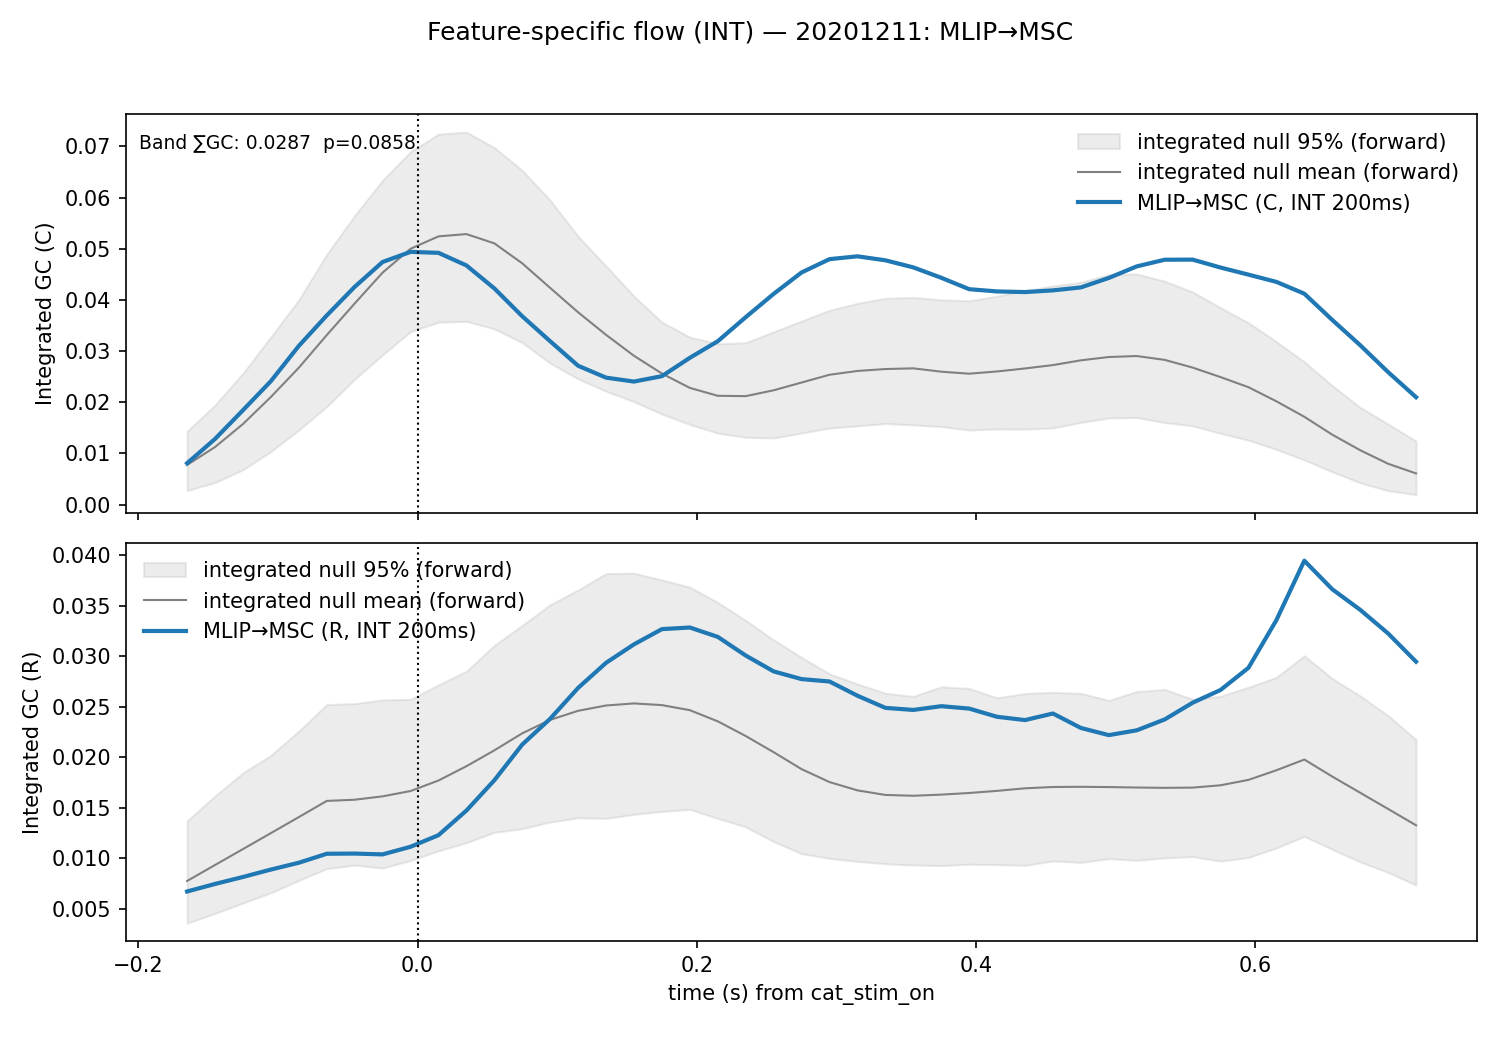 Feature-specific flow (INT) — 20201211: MLIP→MSC
Band ∑GC: 0.0287  p=0.0858
integrated null 95% (forward)
integrated null mean (forward)
MLIP→MSC (C, INT 200ms)
Integrated GC (C)
0.07
0.06
0.05
0.04
0.03
0.02
0.01
0.00
integrated null 95% (forward)
integrated null mean (forward)
MLIP→MSC (R, INT 200ms)
Integrated GC (R)
0.040
0.035
0.030
0.025
0.020
0.015
0.010
0.005
−0.2 0.0 0.2 0.4 0.6
time (s) from cat_stim_on